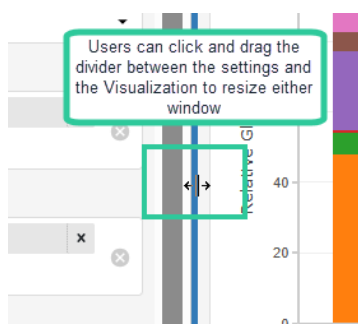 Users can click and drag the
divider between the settings and
the Visualization to resize either
window
x
Relative
40
20
0